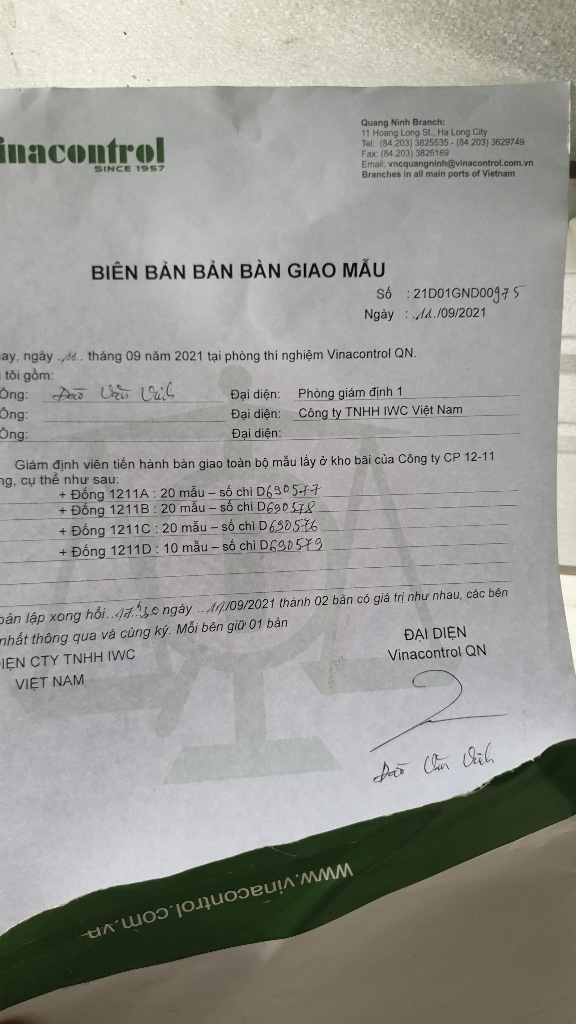 inacontrol
SINCE 1957
Quang Ninh Branch:
11 Hoang Long St., Ha Long City
Tel: (84.203) 3825535 - (84.203) 3629749
Fax: (84.203) 3826169
Email: vncquangninh@vinacontrol.com.vn
Branches in all main ports of Vietnam
BIÊN BẢN BẢN BÀN GIAO MẪU
Số : 21D01GND00975
Ngày : .11./09/2021
ay, ngày .11.. tháng 09 năm 2021 tại phòng thí nghiệm Vinacontrol QN.
tôi gồm:
Ông: Đào Văn Đại diện: Phòng giám định 1
Ông: Đại diện: Công ty TNHH IWC Việt Nam
Ông: Đại diện:
Giám định viên tiến hành bàn giao toàn bộ mẫu lấy ở kho bãi của Công ty CP 12-11
ng, cụ thể như sau:
+ Đống 1211A : 20 mẫu – số chì D690577
+ Đống 1211B : 20 mẫu – số chì D690578
+ Đống 1211C : 20 mẫu – số chì D690576
+ Đống 1211D : 10 mẫu – số chì D690579
bản lập xong hồi..17h30 ngày ..11/09/2021 thành 02 bản có giá trị như nhau, các bên
nhất thông qua và cùng ký. Mỗi bên giữ 01 bản
ĐẠI DIỆN
Vinacontrol QN
IỆN CTY TNHH IWC
VIỆT NAM
Đào Văn
www.vinacontrol.com.vn